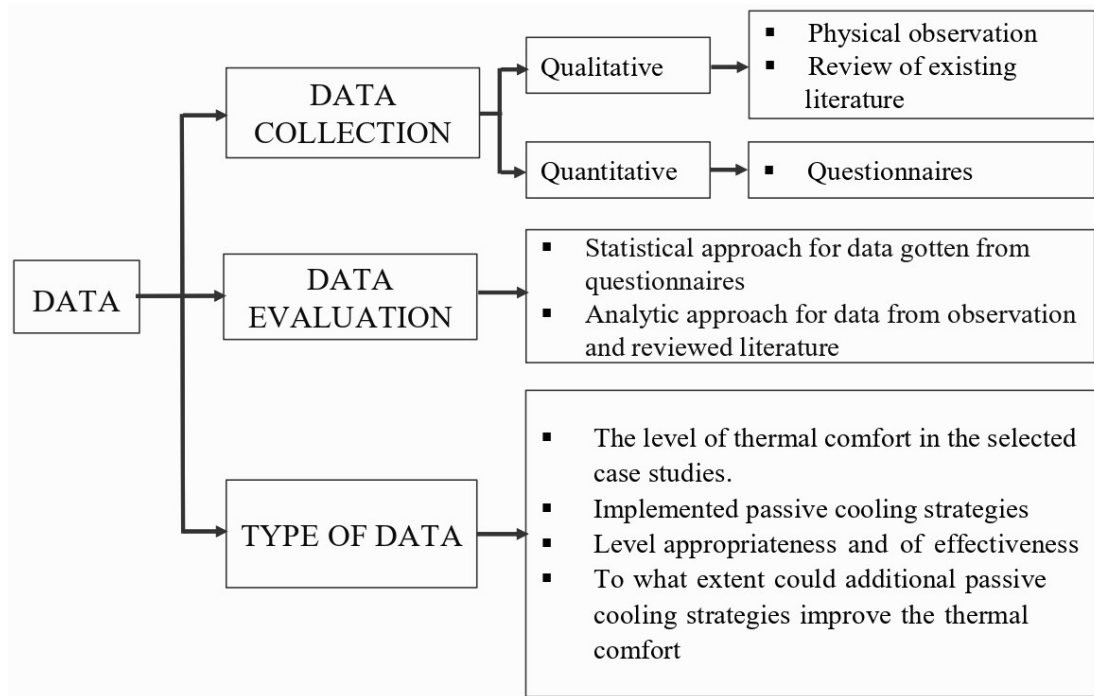 DATA
DATA
COLLECTION
Qualitative
▪ Physical observation
▪ Review of existing
literature
Quantitative
▪ Questionnaires
DATA
EVALUATION
▪ Statistical approach for data gotten from
questionnaires
▪ Analytic approach for data from observation
and reviewed literature
TYPE OF DATA
▪ The level of thermal comfort in the selected
case studies.
▪ Implemented passive cooling strategies
▪ Level appropriateness and of effectiveness
▪ To what extent could additional passive
cooling strategies improve the thermal
comfort